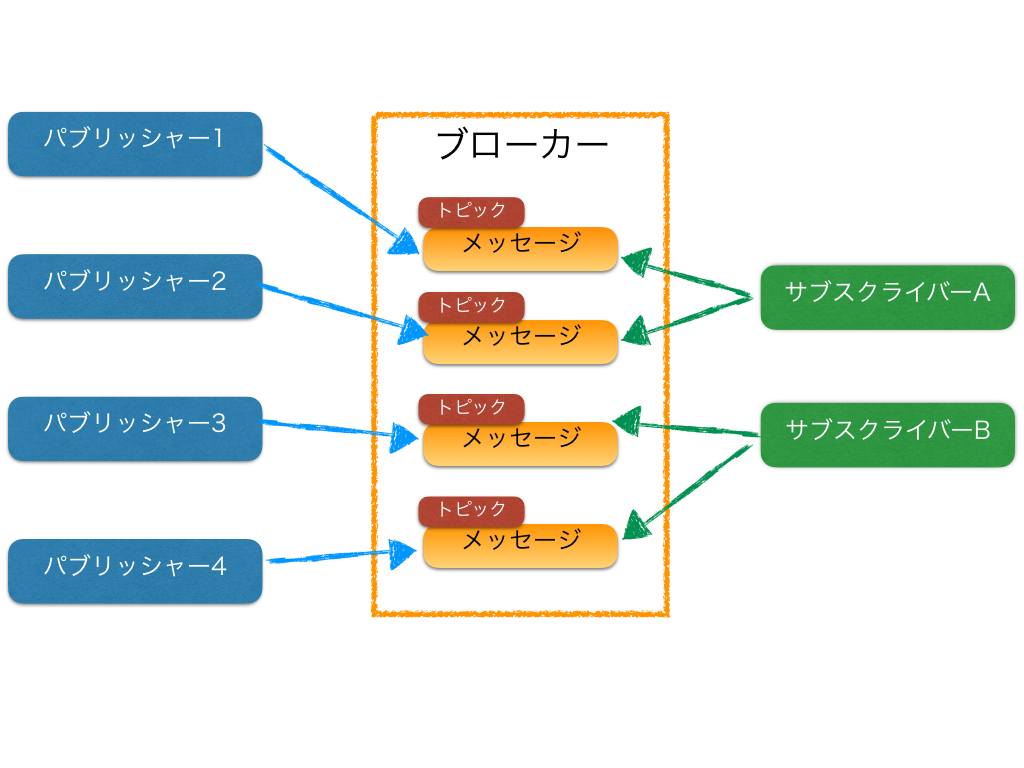 パブリッシャー1
パブリッシャー2
パブリッシャー3
パブリッシャー4
ブローカー
トピック
メッセージ
トピック
メッセージ
トピック
メッセージ
トピック
メッセージ
サブスクライバーA
サブスクライバーB